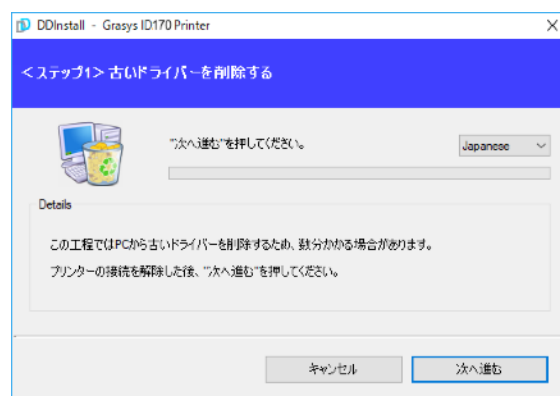 DDInstall - Grasys ID170 Printer
＜ステップ1＞ 古いドライバーを削除する
"次へ進む"を押してください。
Japanese
Details
この工程ではPCから古いドライバーを削除するため、数分かかる場合があります。
プリンターの接続を解除した後、"次へ進む"を押してください。
キャンセル
次へ進む